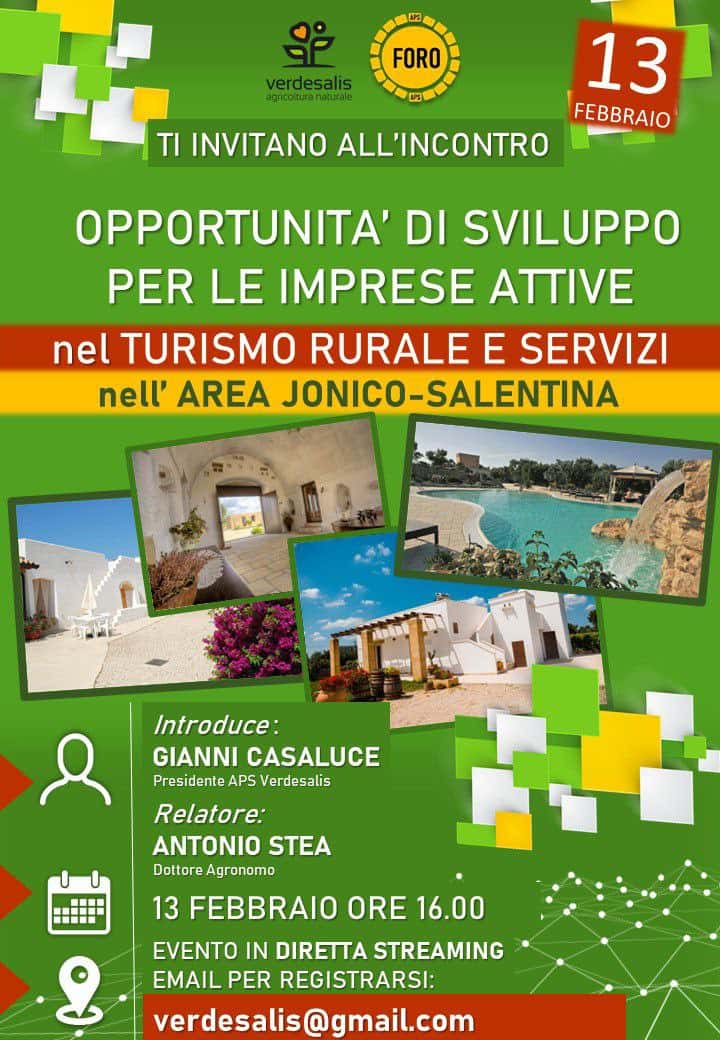 verdesalis
agricoltura naturale
APS
FORO
APS
13
FEBBRAIO
TI INVITANO ALL'INCONTRO
OPPORTUNITA' DI SVILUPPO
PER LE IMPRESE ATTIVE
nel TURISMO RURALE E SERVIZI
nell' AREA JONICO-SALENTINA
Introduce:
GIANNI CASALUCE
Presidente APS Verdesalis
Relatore:
ANTONIO STEA
Dottore Agronomo
13 FEBBRAIO ORE 16.00
EVENTO IN DIRETTA STREAMING
EMAIL PER REGISTRARSI:
verdesalis@gmail.com